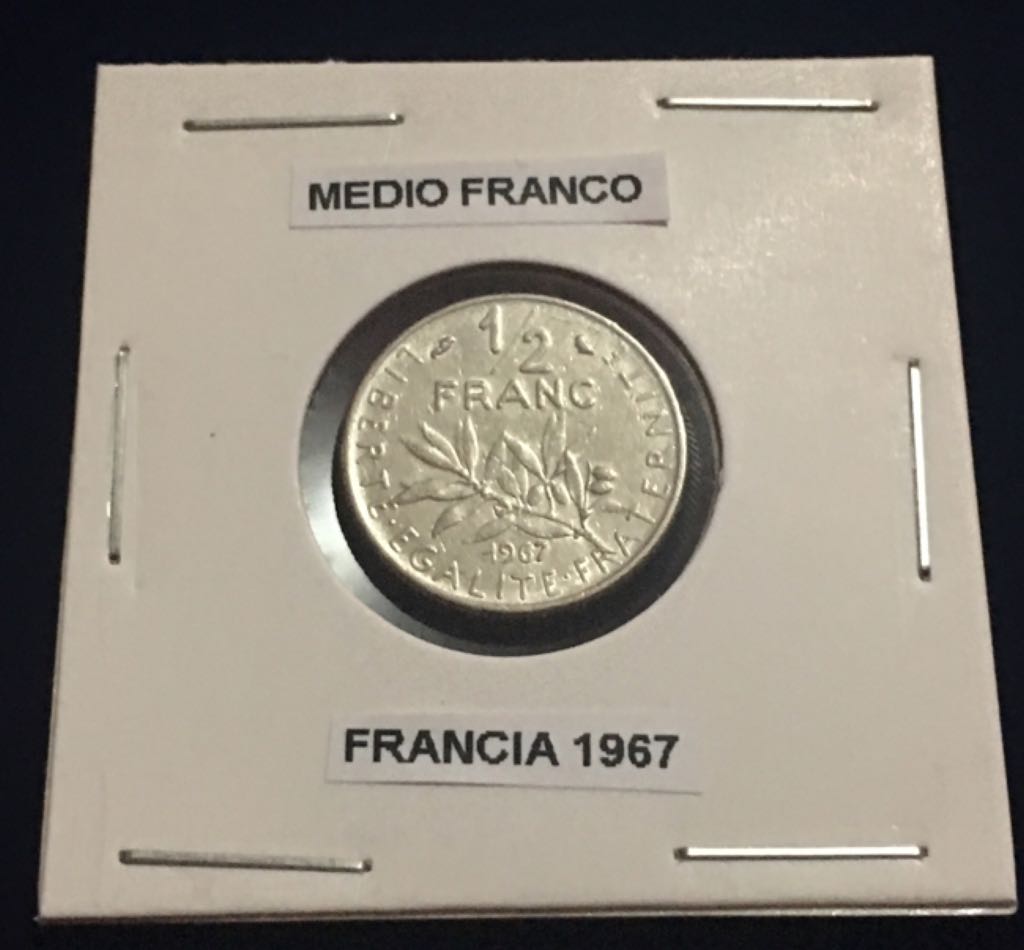 MEDIO FRANCO
1/2
FRANC
LIBERTE·EGALITE·FRATERNITE
1967
FRANCIA 1967